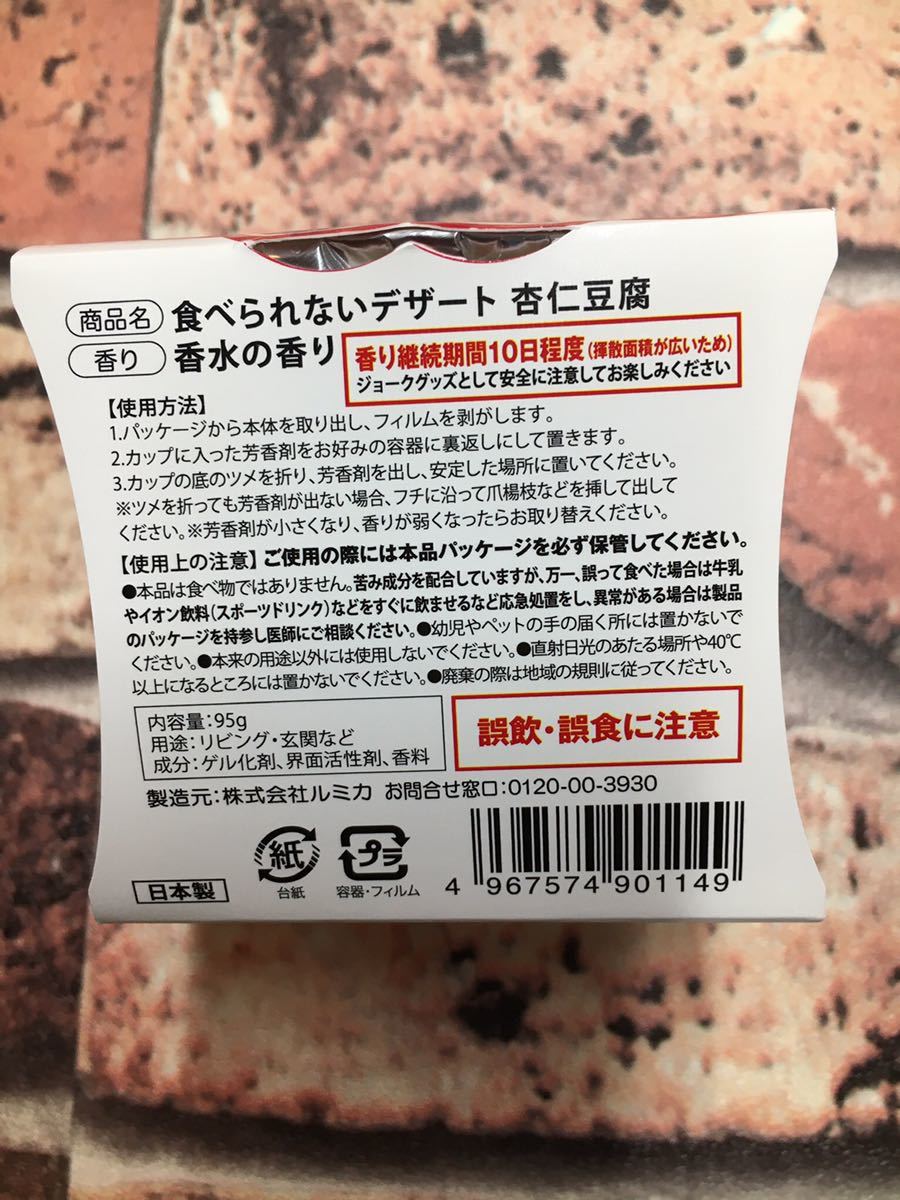 商品名 食べられないデザート 杏仁豆腐
香り 香水の香り
香り継続期間10日程度(揮散面積が広いため)
ジョークグッズとして安全に注意してお楽しみください
【使用方法】
1.パッケージから本体を取り出し、フィルムを剥がします。
2.カップに入った芳香剤をお好みの容器に裏返しにして置きます。
3.カップの底のツメを折り、芳香剤を出し、安定した場所に置いてください。
※ツメを折っても芳香剤が出ない場合、フチに沿って爪楊枝などを挿して出して
ください。※芳香剤が小さくなり、香りが弱くなったらお取り替えください。
【使用上の注意】ご使用の際には本品パッケージを必ず保管してください。
●本品は食べ物ではありません。苦み成分を配合していますが、万一、誤って食べた場合は牛乳
やイオン飲料(スポーツドリンク)などをすぐに飲ませるなど応急処置をし、異常がある場合は製品
のパッケージを持参し医師にご相談ください。●幼児やペットの手の届く所には置かないで
ください。●本来の用途以外には使用しないでください。●直射日光のあたる場所や40℃
以上になるところには置かないでください。●廃棄の際は地域の規則に従ってください。
内容量:95g
用途:リビング・玄関など
成分:ゲル化剤、界面活性剤、香料
誤飲・誤食に注意
製造元:株式会社ルミカ お問合せ窓口:0120-00-3930
日本製
紙
台紙
プラ
容器・フィルム
4 967574 901149